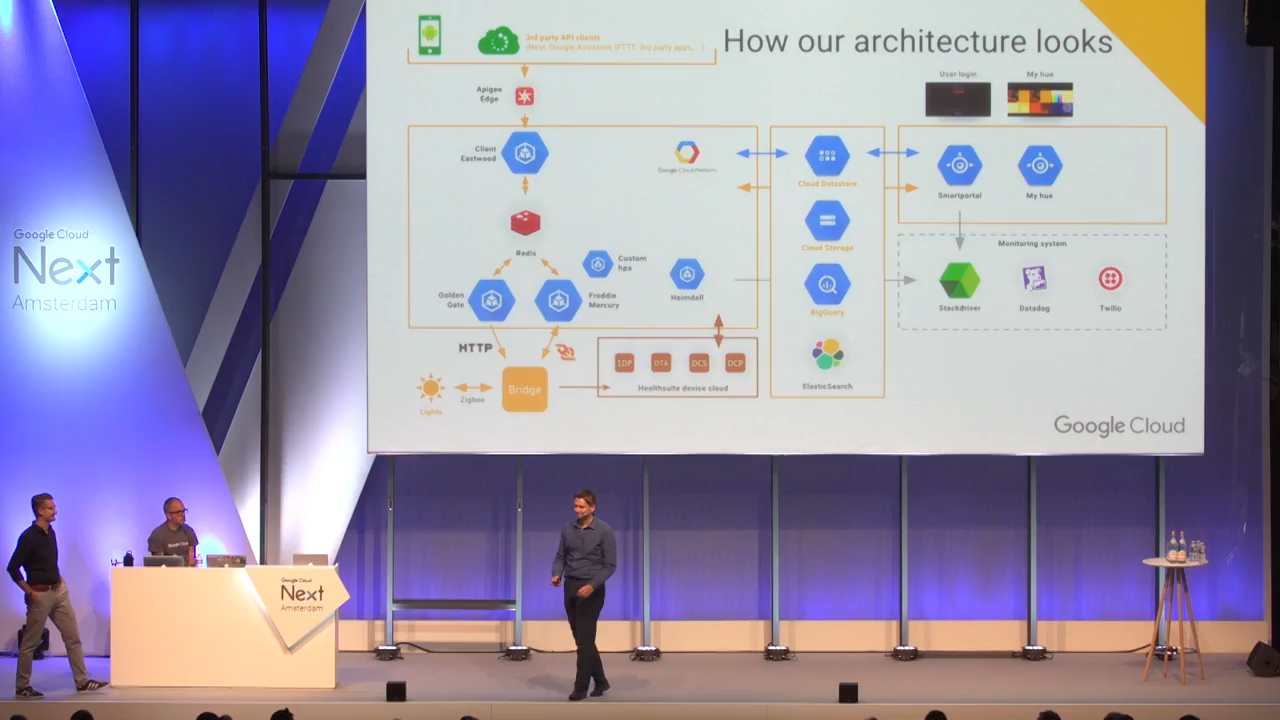 How our architecture looks
3rd party API clients
(Nest, Google Assistant, IFTTT, 3rd party apps, ...)
Apigee
Edge
Client
Eastwood
Google Cloud Platform
Redis
Custom
hpa
Golden
Gate
Freddie
Mercury
Heimdall
HTTP
Bridge
Lights
Zigbee
IDP
OTA
DCS
DCP
Healthsuite device cloud
Cloud Datastore
Cloud Storage
BigQuery
ElasticSearch
User login
My hue
Smartportal
My hue
Monitoring system
Stackdriver
Datadog
Twilio
Google Cloud
Google Cloud
Next
Amsterdam
Google Cloud
Google Cloud
Next
Amsterdam